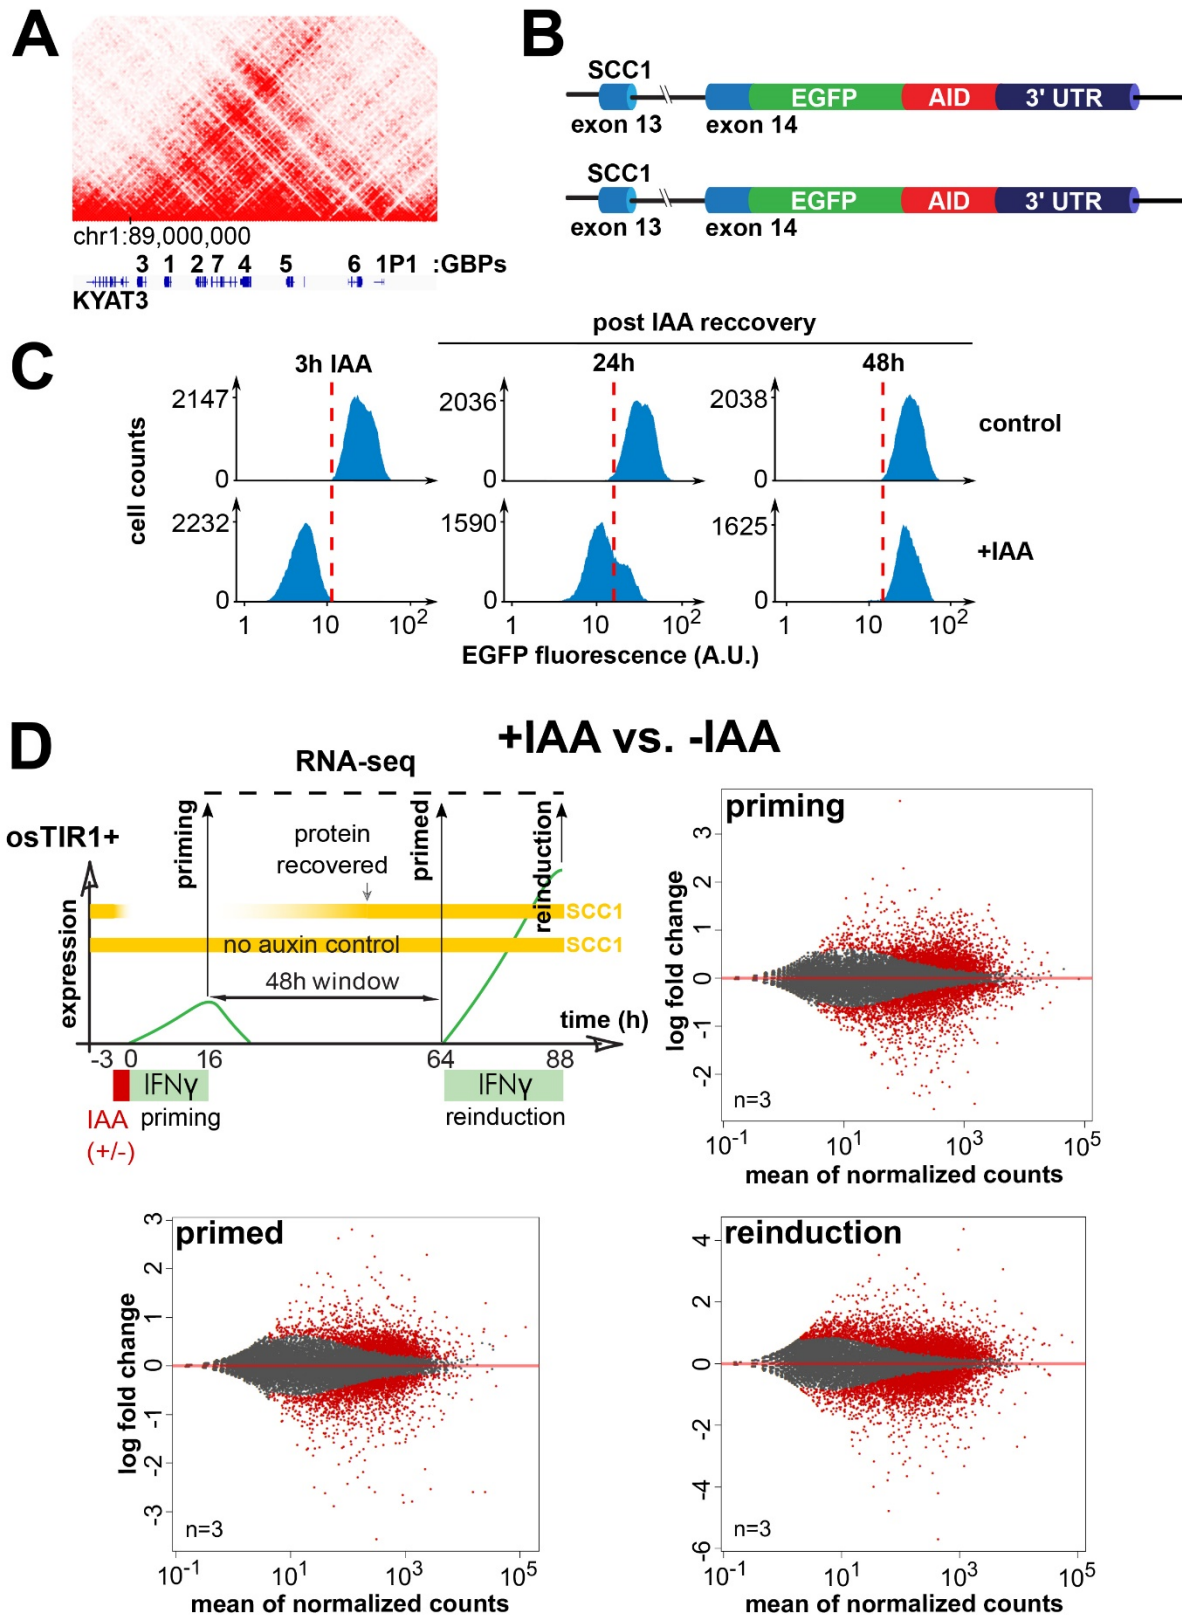 A
chr1:89,000,000
3 1 2 7 4 5 6 1P1 :GBPs
KYAT3
B
SCC1
EGFP AID 3' UTR
exon 13 exon 14
SCC1
EGFP AID 3' UTR
exon 13 exon 14
C
post IAA reccovery
3h IAA 24h 48h
cell counts
2147 2036 2038
0 0 0
control
2232 1590 1625
0 0 0
+IAA
1 10 10² 1 10 10² 1 10 10²
EGFP fluorescence (A.U.)
D
+IAA vs. -IAA
RNA-seq
osTIR1+
expression
priming
protein
recovered
primed
reinduction
SCC1
no auxin control
SCC1
48h window
time (h)
-3 0 16 64 88
IFNγ IFNγ
IAA priming reinduction
(+/-)
priming
log fold change
3
2
1
0
-1
-2
n=3
10⁻¹ 10¹ 10³ 10⁵
mean of normalized counts
primed
log fold change
3
2
1
0
-1
-2
-3
n=3
10⁻¹ 10¹ 10³ 10⁵
mean of normalized counts
reinduction
4
2
0
-2
-4
-6
n=3
10⁻¹ 10¹ 10³ 10⁵
mean of normalized counts